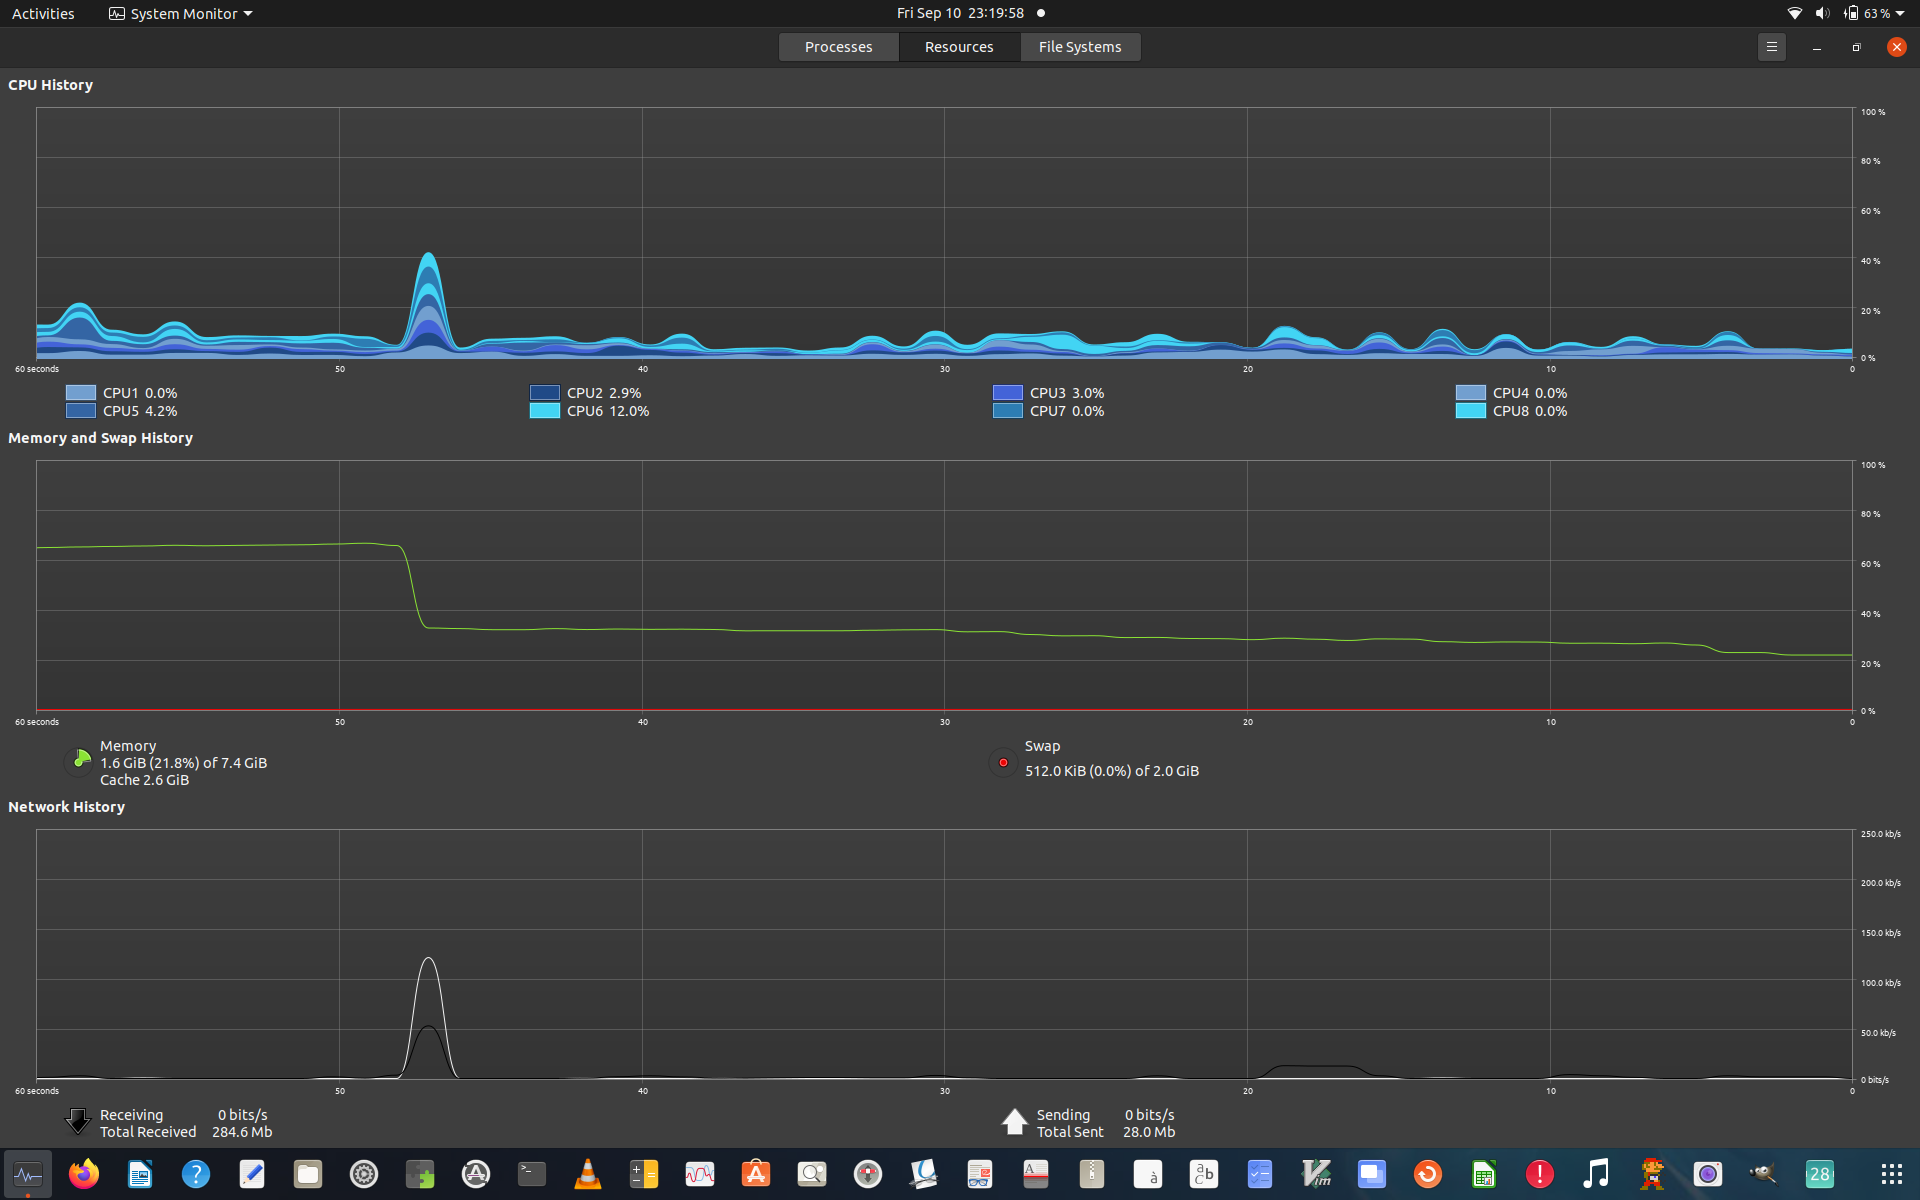 Activities System Monitor Fri Sep 10 23:19:58 63 %
Processes Resources File Systems
CPU History
100 %
80 %
60 %
40 %
20 %
0 %
60 seconds 50 40 30 20 10 0
CPU1 0.0% CPU2 2.9% CPU3 3.0% CPU4 0.0%
CPU5 4.2% CPU6 12.0% CPU7 0.0% CPU8 0.0%
Memory and Swap History
100 %
80 %
60 %
40 %
20 %
0 %
60 seconds 50 40 30 20 10 0
Memory
1.6 GiB (21.8%) of 7.4 GiB
Cache 2.6 GiB
Swap
512.0 KiB (0.0%) of 2.0 GiB
Network History
250.0 kb/s
200.0 kb/s
150.0 kb/s
100.0 kb/s
50.0 kb/s
0 bits/s
60 seconds 50 40 30 20 10 0
Receiving 0 bits/s
Total Received 284.6 Mb
Sending 0 bits/s
Total Sent 28.0 Mb
? >_ A à a b c Vim ! 28